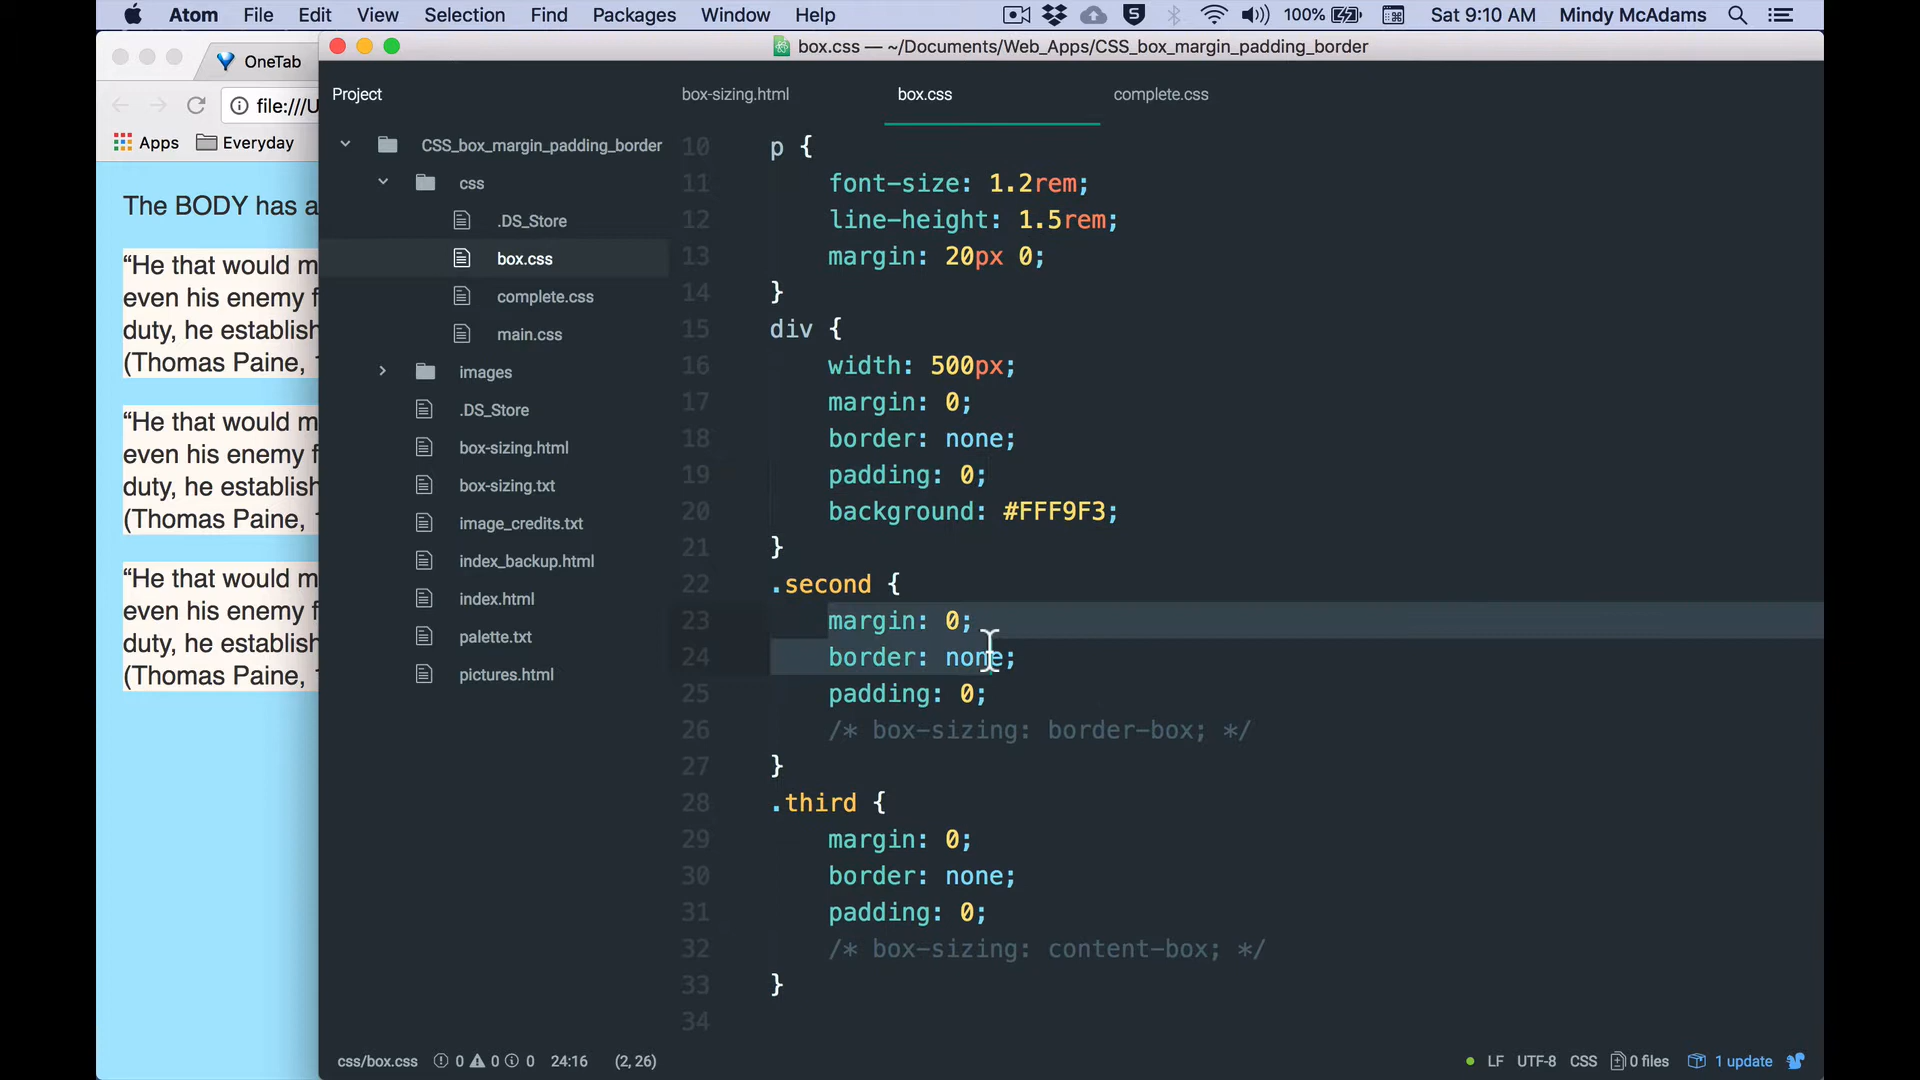 Atom File Edit View Selection Find Packages Window Help 100% Sat 9:10 AM Mindy McAdams
OneTab
box.css — ~/Documents/Web_Apps/CSS_box_margin_padding_border
file:///U
Apps Everyday
The BODY has a
“He that would m
even his enemy f
duty, he establish
(Thomas Paine,
“He that would m
even his enemy f
duty, he establish
(Thomas Paine,
“He that would m
even his enemy f
duty, he establish
(Thomas Paine,
Project
CSS_box_margin_padding_border
css
.DS_Store
box.css
complete.css
main.css
images
.DS_Store
box-sizing.html
box-sizing.txt
image_credits.txt
index_backup.html
index.html
palette.txt
pictures.html
box-sizing.html box.css complete.css
10 p {
11 font-size: 1.2rem;
12 line-height: 1.5rem;
13 margin: 20px 0;
14 }
15 div {
16 width: 500px;
17 margin: 0;
18 border: none;
19 padding: 0;
20 background: #FFF9F3;
21 }
22 .second {
23 margin: 0;
24 border: none;
25 padding: 0;
26 /* box-sizing: border-box; */
27 }
28 .third {
29 margin: 0;
30 border: none;
31 padding: 0;
32 /* box-sizing: content-box; */
33 }
34
css/box.css 0 0 0 24:16 (2, 26) LF UTF-8 CSS 0 files 1 update